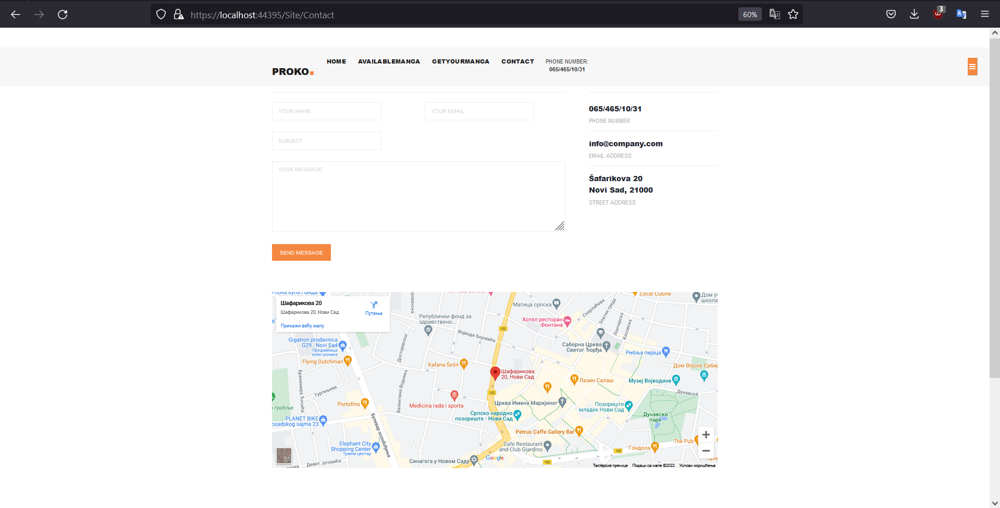 https://localhost:44395/Site/Contact
60%
3
PROKO.
HOME
AVAILABLEMANGA
GETYOURMANGA
CONTACT
PHONE NUMBER:
065/465/10/31
YOUR NAME
YOUR EMAIL
SUBJECT
YOUR MESSAGE
SEND MESSAGE
065/465/10/31
PHONE NUMBER
info@company.com
EMAIL ADDRESS
Šafarikova 20
Novi Sad, 21000
STREET ADDRESS
Шафарикова 20
Шафарикова 20, Нови Сад
Путања
Прикажи већу мапу
Local Cusine
Дом уч
школа
Матица српска
Скерлићева
Златне греде
Лончарска
Косовска
Хотел ресторан
Фонтана
Републички фонд за
здравствено...
102
Војводе Бојовића
Gigatron prodavnica
G29 - Novi Sad
Продавница
електронике
Достојевског
Саборна Црква
Светог Ђорђа
Рибља пијаца
Flying Dutchman
Kafana Šešir
Дом Војске Србиј
Шафарикова
20, Нови Сад
Бранимира Ћосића
Валентина Водника
Лазин Салаш
Музеј Војводине
Тургењева
102
Дунавска
Medicina rada i sporta
Portofino
Црква Имена Маријиног
Позориште
младих Нови Сад
о гробље
Српско народно
позориште - Нови Сад
Дунавски
парк
PLANET BIKE
osadskog sajma 23
Булевар ослобођења
Petrus Caffe Gallery Bar
Elephant City
Shopping Center
Тржни центар
Cafe Restaurant
and Club Giardino
The Pub
Гондола
100
100
Google
Синагога у Новом Саду
Девет Југовића
Тастерске пречице
Подаци са мапе ©2022
Услови коришћења